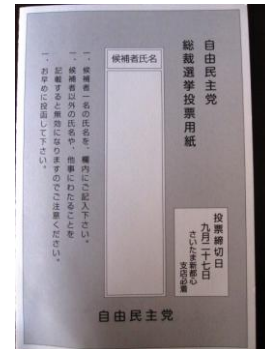 自由民主党
総裁選挙投票用紙
投票締切日
九月二十七日
さいたま新都心
支店必着
候補者氏名
一、候補者一名の氏名を、欄内にご記入下さい。
一、候補者以外の氏名や、他事にわたることを
記載すると無効になりますのでご注意ください。
一、お早めに投函して下さい。
自由民主党